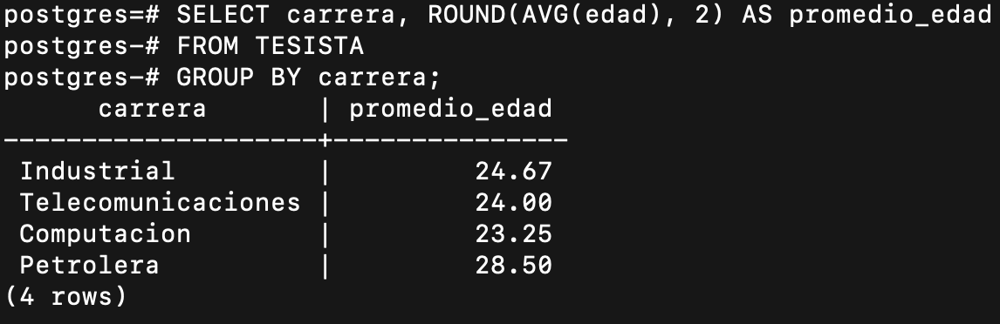 postgres=# SELECT carrera, ROUND(AVG(edad), 2) AS promedio_edad
postgres-# FROM TESISTA
postgres-# GROUP BY carrera;
      carrera       | promedio_edad
--------------------+---------------
 Industrial         |         24.67
 Telecomunicaciones |         24.00
 Computacion        |         23.25
 Petrolera          |         28.50
(4 rows)